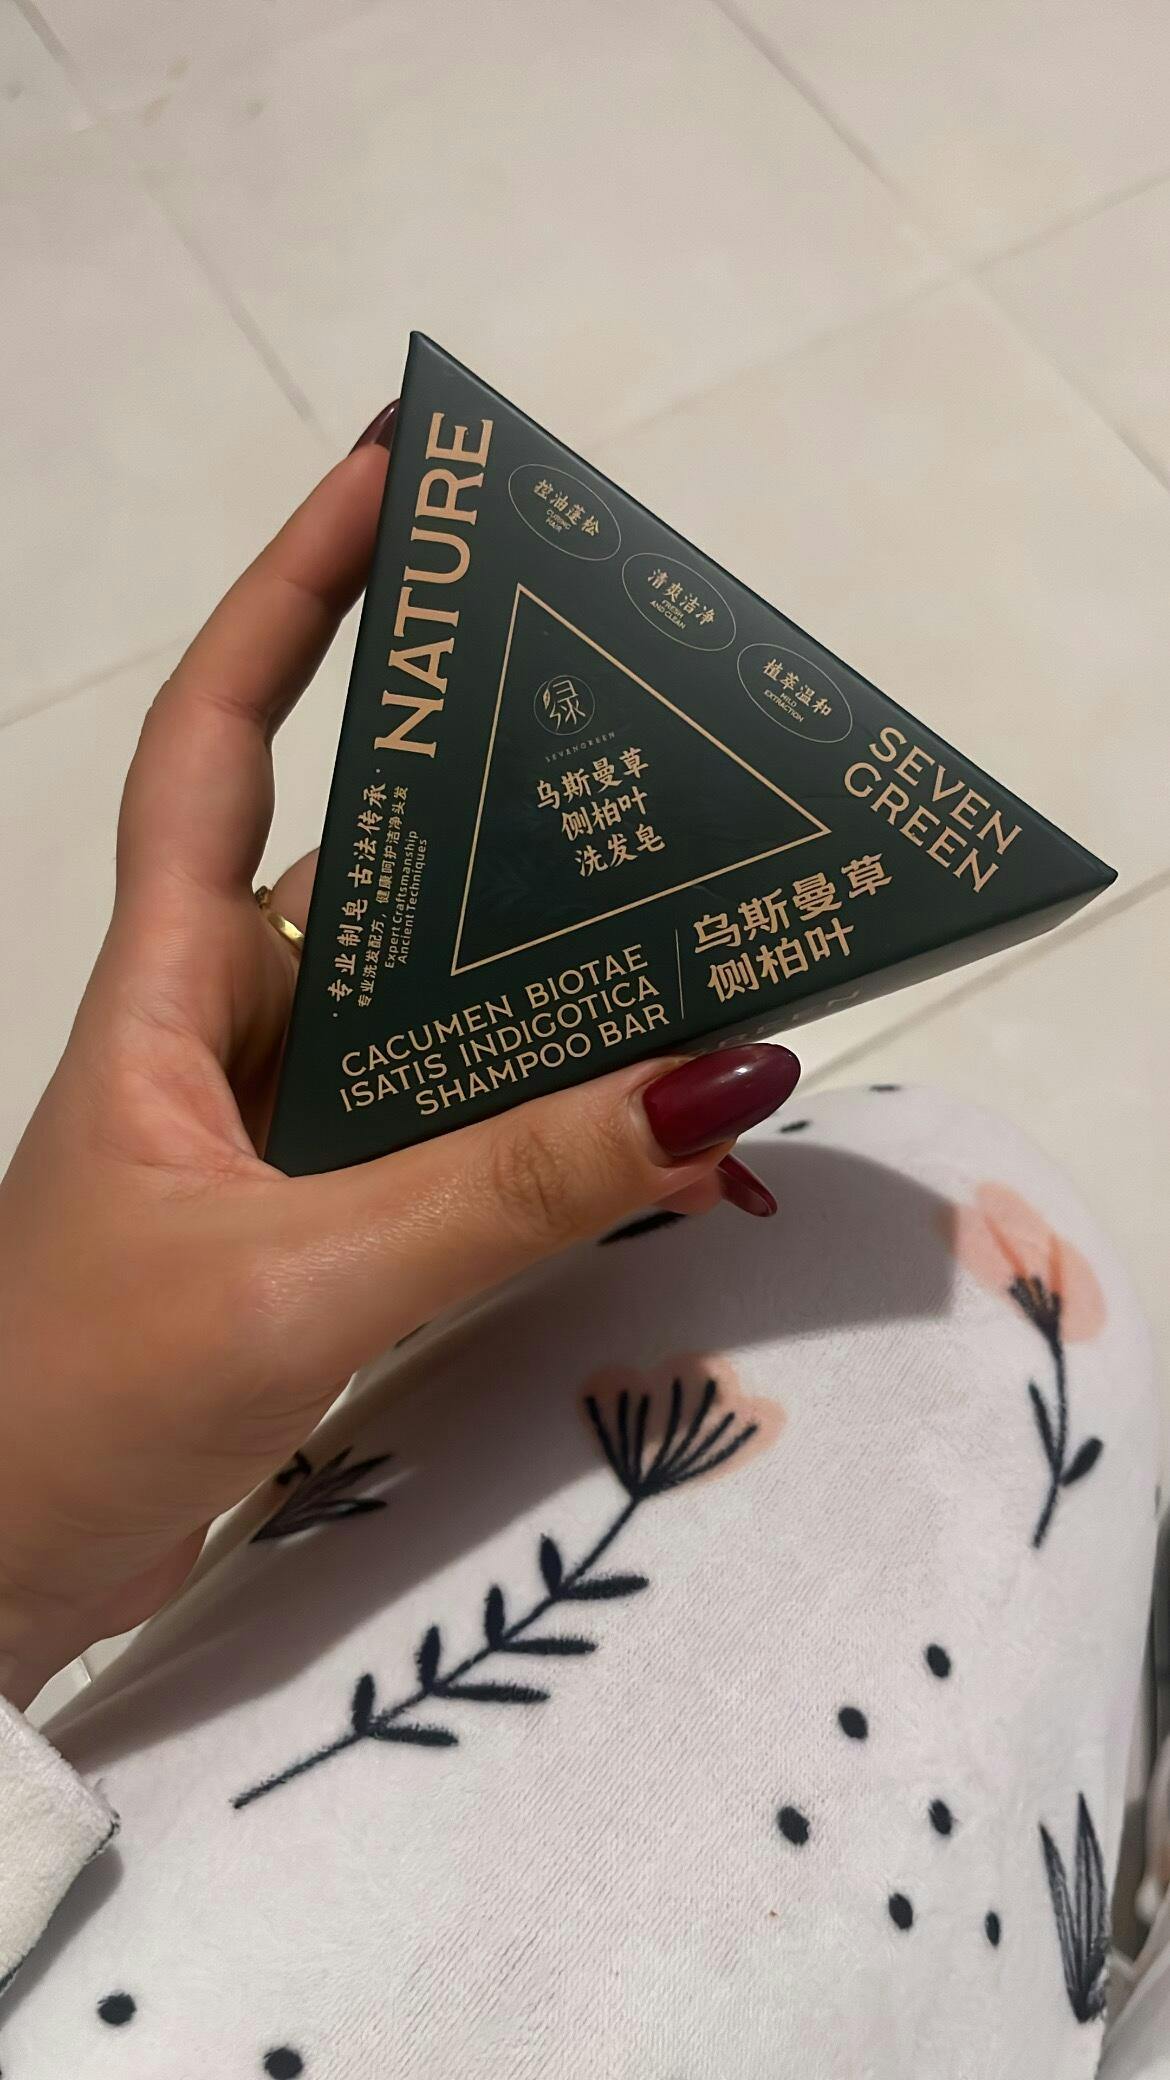 NATURE
控油蓬松
清爽洁净
FRESH
AND CLEAN
植萃温和
MILD
EXTRACTION
SEVEN
GREEN
SEVENGREEN
乌斯曼草
侧柏叶
洗发皂
·专业制皂 古法传承·
专业洗发配方，健康呵护洁净头发
Expert Craftsmanship
Ancient Techniques
CACUMEN BIOTAE
ISATIS INDIGOTICA
SHAMPOO BAR
乌斯曼草
侧柏叶